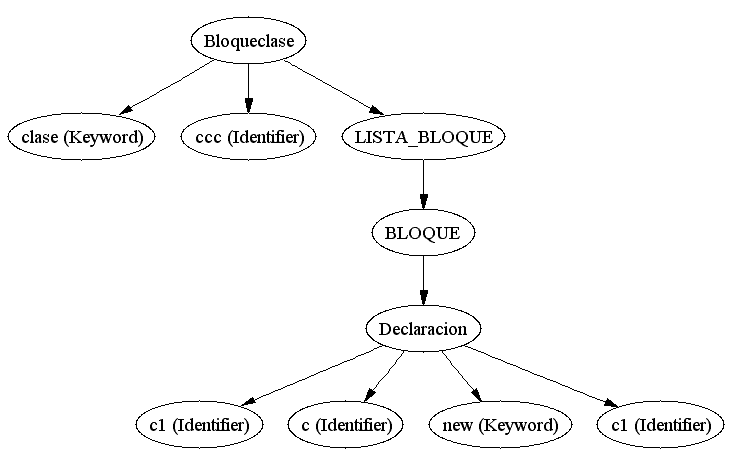 Bloqueclase
clase (Keyword)
ccc (Identifier)
LISTA_BLOQUE
BLOQUE
Declaracion
c1 (Identifier)
c (Identifier)
new (Keyword)
c1 (Identifier)